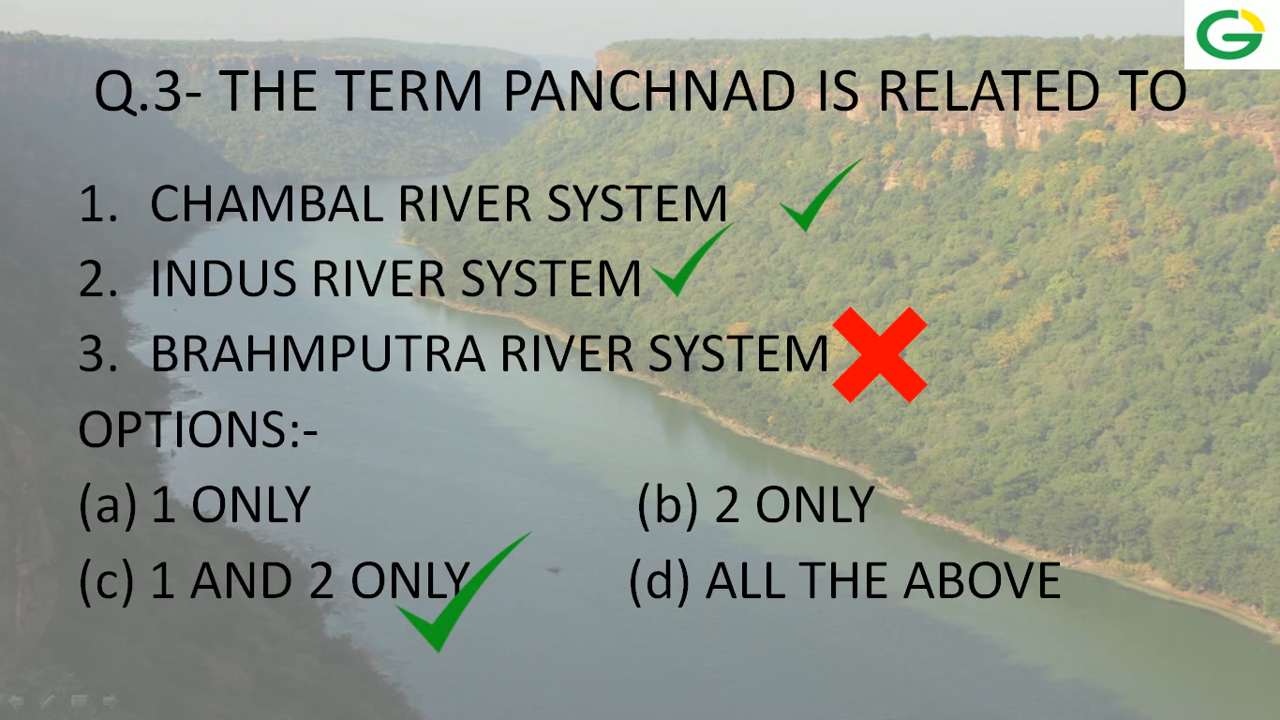 Q.3- THE TERM PANCHNAD IS RELATED TO
1. CHAMBAL RIVER SYSTEM
2. INDUS RIVER SYSTEM
3. BRAHMPUTRA RIVER SYSTEM
OPTIONS:-
(a) 1 ONLY (b) 2 ONLY
(c) 1 AND 2 ONLY (d) ALL THE ABOVE